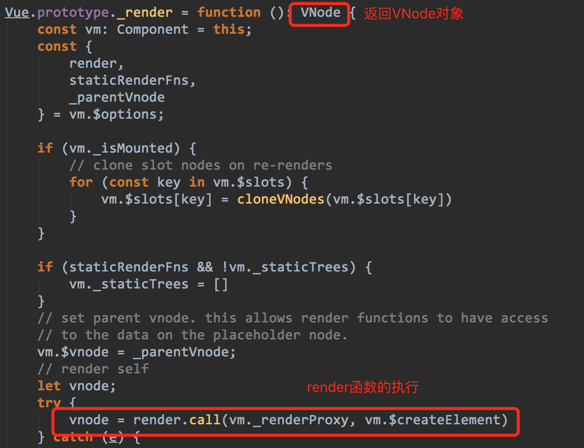 Vue.prototype._render = function (): VNode { 返回VNode对象
const vm: Component = this;
const {
render,
staticRenderFns,
_parentVnode
} = vm.$options;
if (vm._isMounted) {
// clone slot nodes on re-renders
for (const key in vm.$slots) {
vm.$slots[key] = cloneVNodes(vm.$slots[key])
}
}
if (staticRenderFns && !vm._staticTrees) {
vm._staticTrees = []
}
// set parent vnode. this allows render functions to have access
// to the data on the placeholder node.
vm.$vnode = _parentVnode;
// render self
let vnode;
render函数的执行
try {
vnode = render.call(vm._renderProxy, vm.$createElement)
} catch (e) {